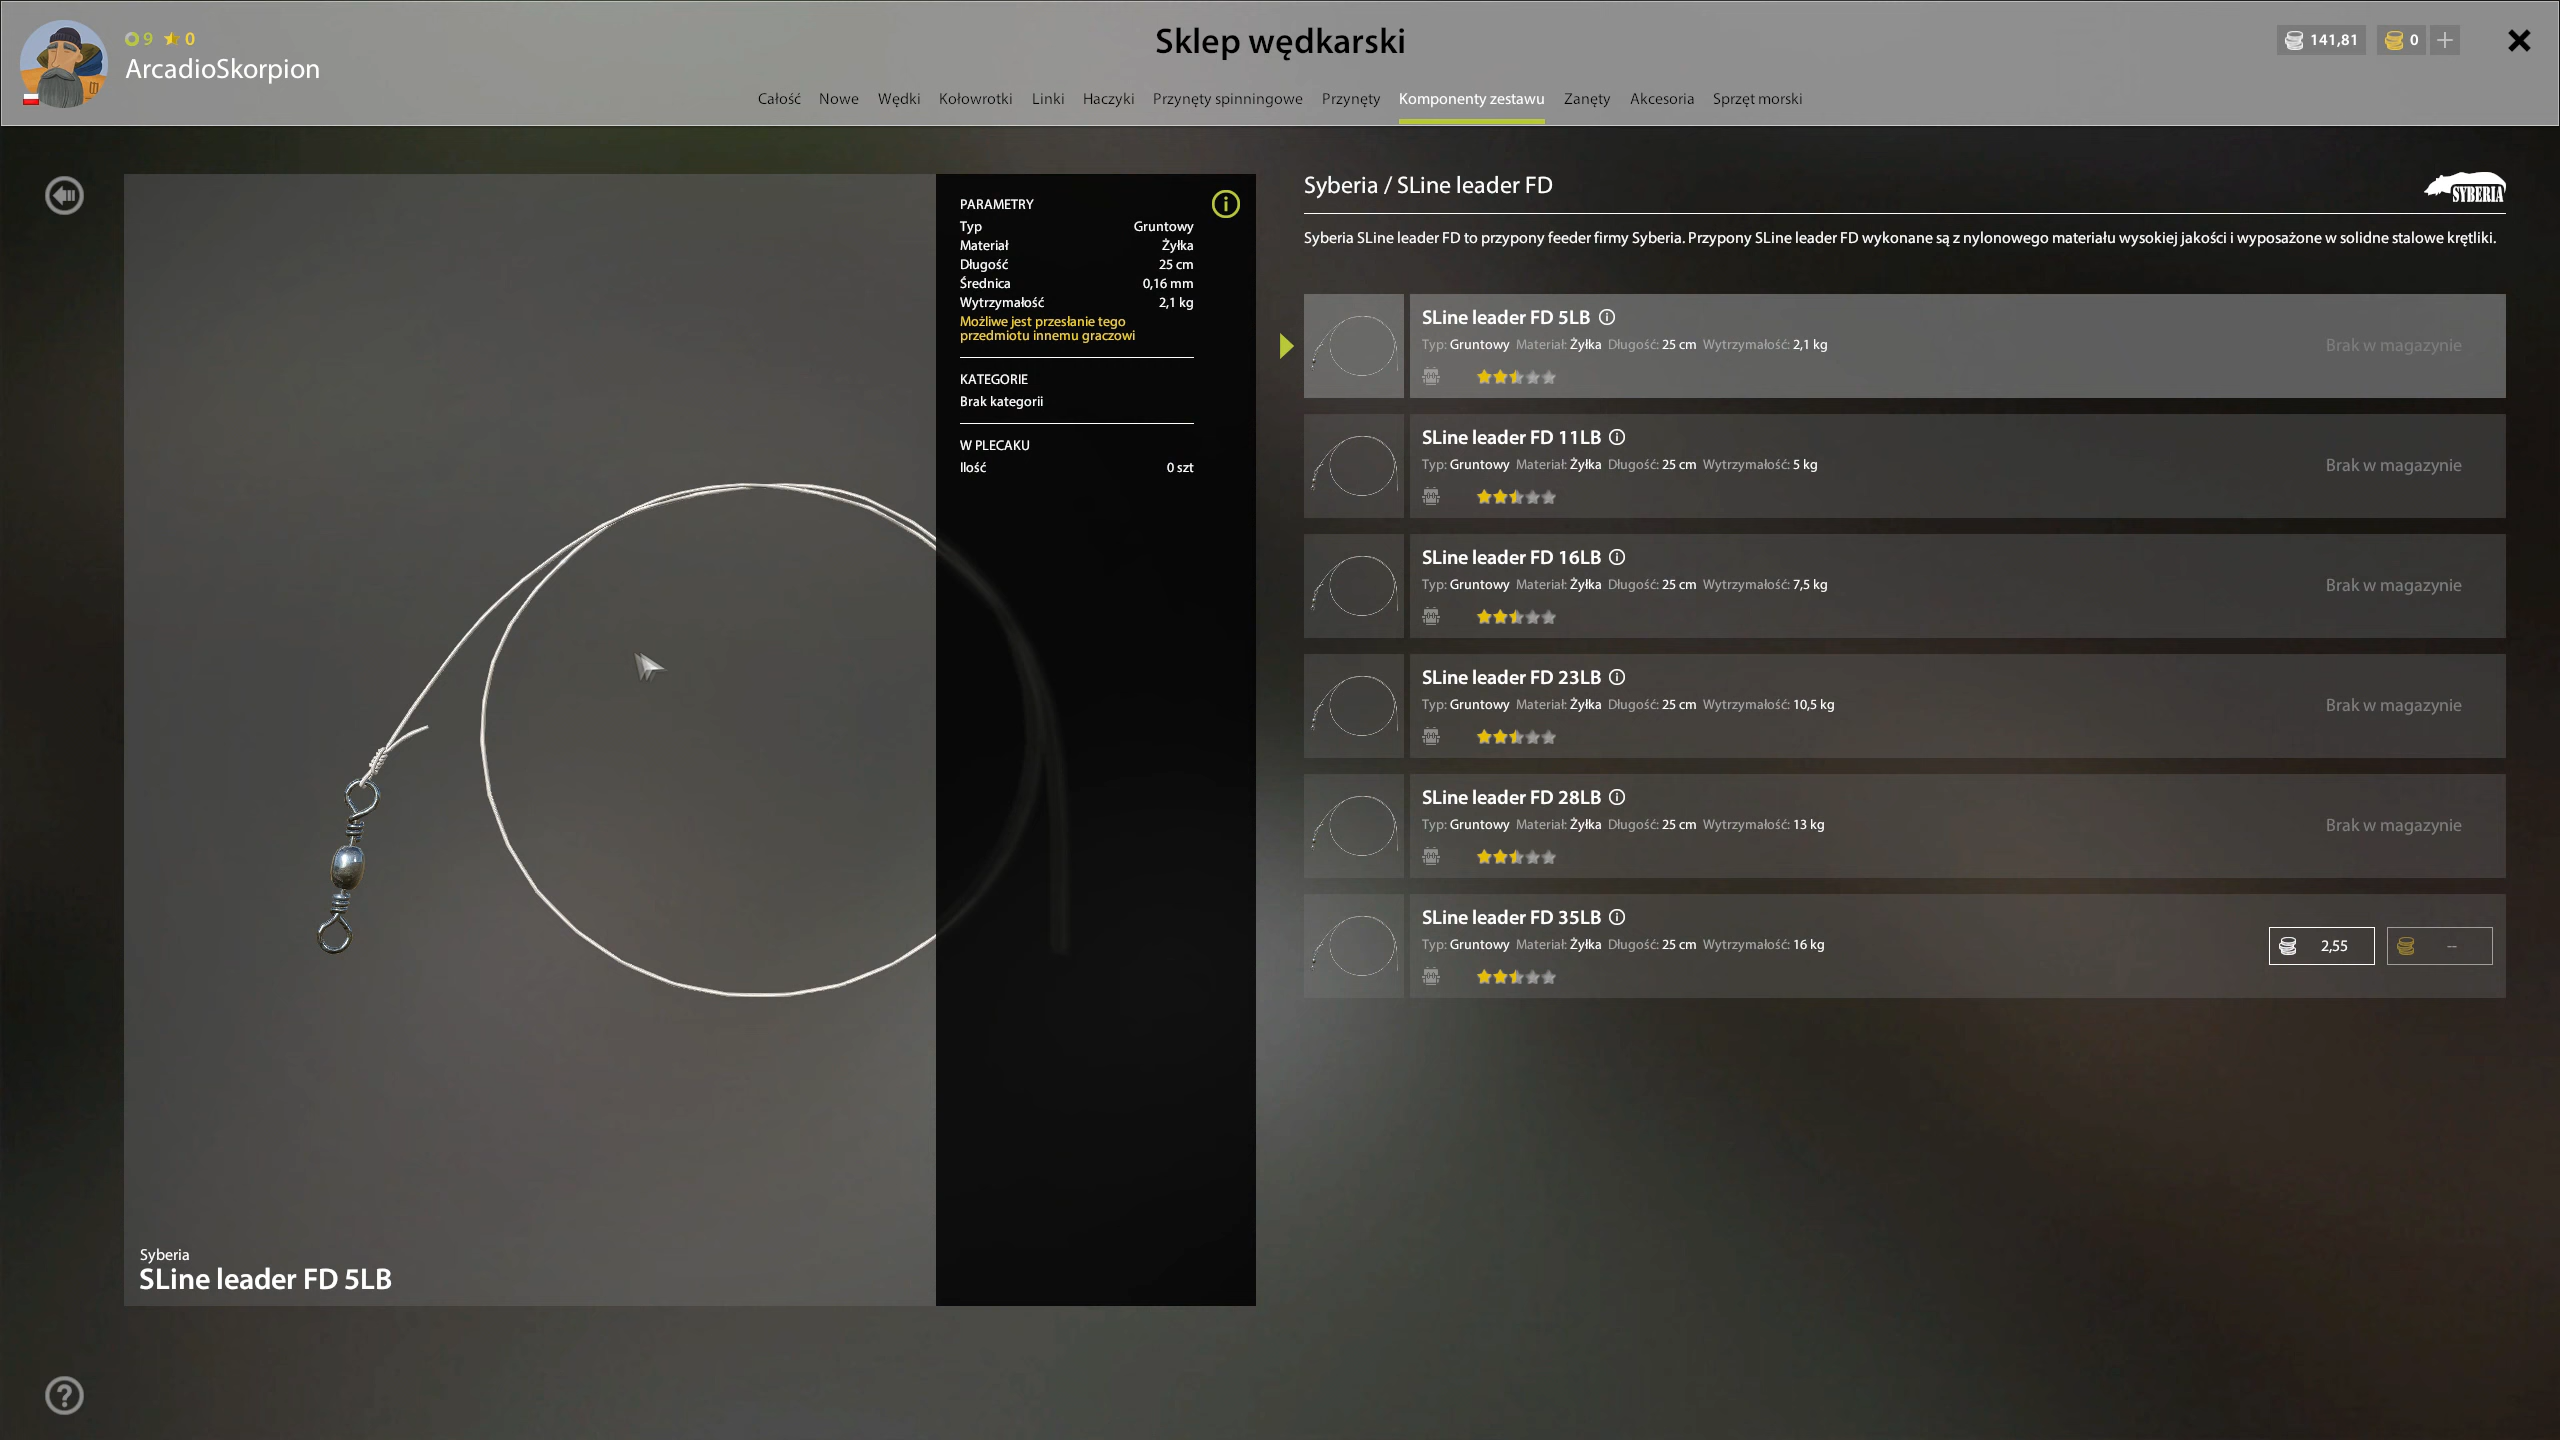 9 0
ArcadioSkorpion
Sklep wędkarski
141,81 0
Całość Nowe Wędki Kołowrotki Linki Haczyki Przynęty spinningowe Przynęty Komponenty zestawu Zanęty Akcesoria Sprzęt morski
PARAMETRY
Typ Gruntowy
Materiał Żyłka
Długość 25 cm
Średnica 0,16 mm
Wytrzymałość 2,1 kg
Możliwe jest przesłanie tego
przedmiotu innemu graczowi
KATEGORIE
Brak kategorii
W PLECAKU
Ilość 0 szt
Syberia
SLine leader FD 5LB
Syberia / SLine leader FD
SYBERIA
Syberia SLine leader FD to przypony feeder firmy Syberia. Przypony SLine leader FD wykonane są z nylonowego materiału wysokiej jakości i wyposażone w solidne stalowe krętliki.
SLine leader FD 5LB
Typ: Gruntowy Materiał: Żyłka Długość: 25 cm Wytrzymałość: 2,1 kg
Brak w magazynie
SLine leader FD 11LB
Typ: Gruntowy Materiał: Żyłka Długość: 25 cm Wytrzymałość: 5 kg
Brak w magazynie
SLine leader FD 16LB
Typ: Gruntowy Materiał: Żyłka Długość: 25 cm Wytrzymałość: 7,5 kg
Brak w magazynie
SLine leader FD 23LB
Typ: Gruntowy Materiał: Żyłka Długość: 25 cm Wytrzymałość: 10,5 kg
Brak w magazynie
SLine leader FD 28LB
Typ: Gruntowy Materiał: Żyłka Długość: 25 cm Wytrzymałość: 13 kg
Brak w magazynie
SLine leader FD 35LB
Typ: Gruntowy Materiał: Żyłka Długość: 25 cm Wytrzymałość: 16 kg
2,55 --